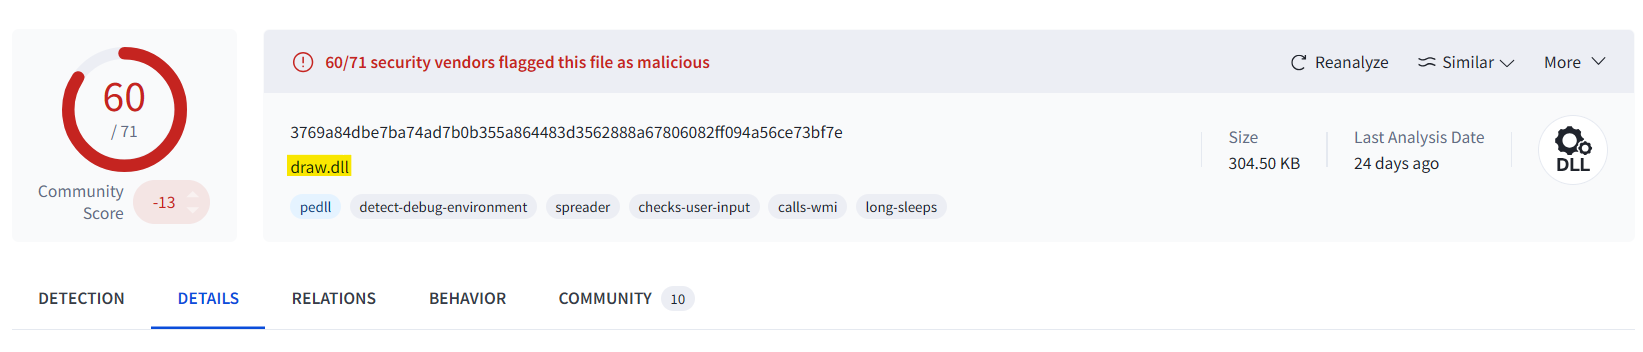 60
/ 71
Community
Score
-13
60/71 security vendors flagged this file as malicious
Reanalyze
Similar
More
3769a84dbe7ba74ad7b0b355a864483d3562888a67806082ff094a56ce73bf7e
draw.dll
pedll
detect-debug-environment
spreader
checks-user-input
calls-wmi
long-sleeps
Size
304.50 KB
Last Analysis Date
24 days ago
DLL
DETECTION
DETAILS
RELATIONS
BEHAVIOR
COMMUNITY
10